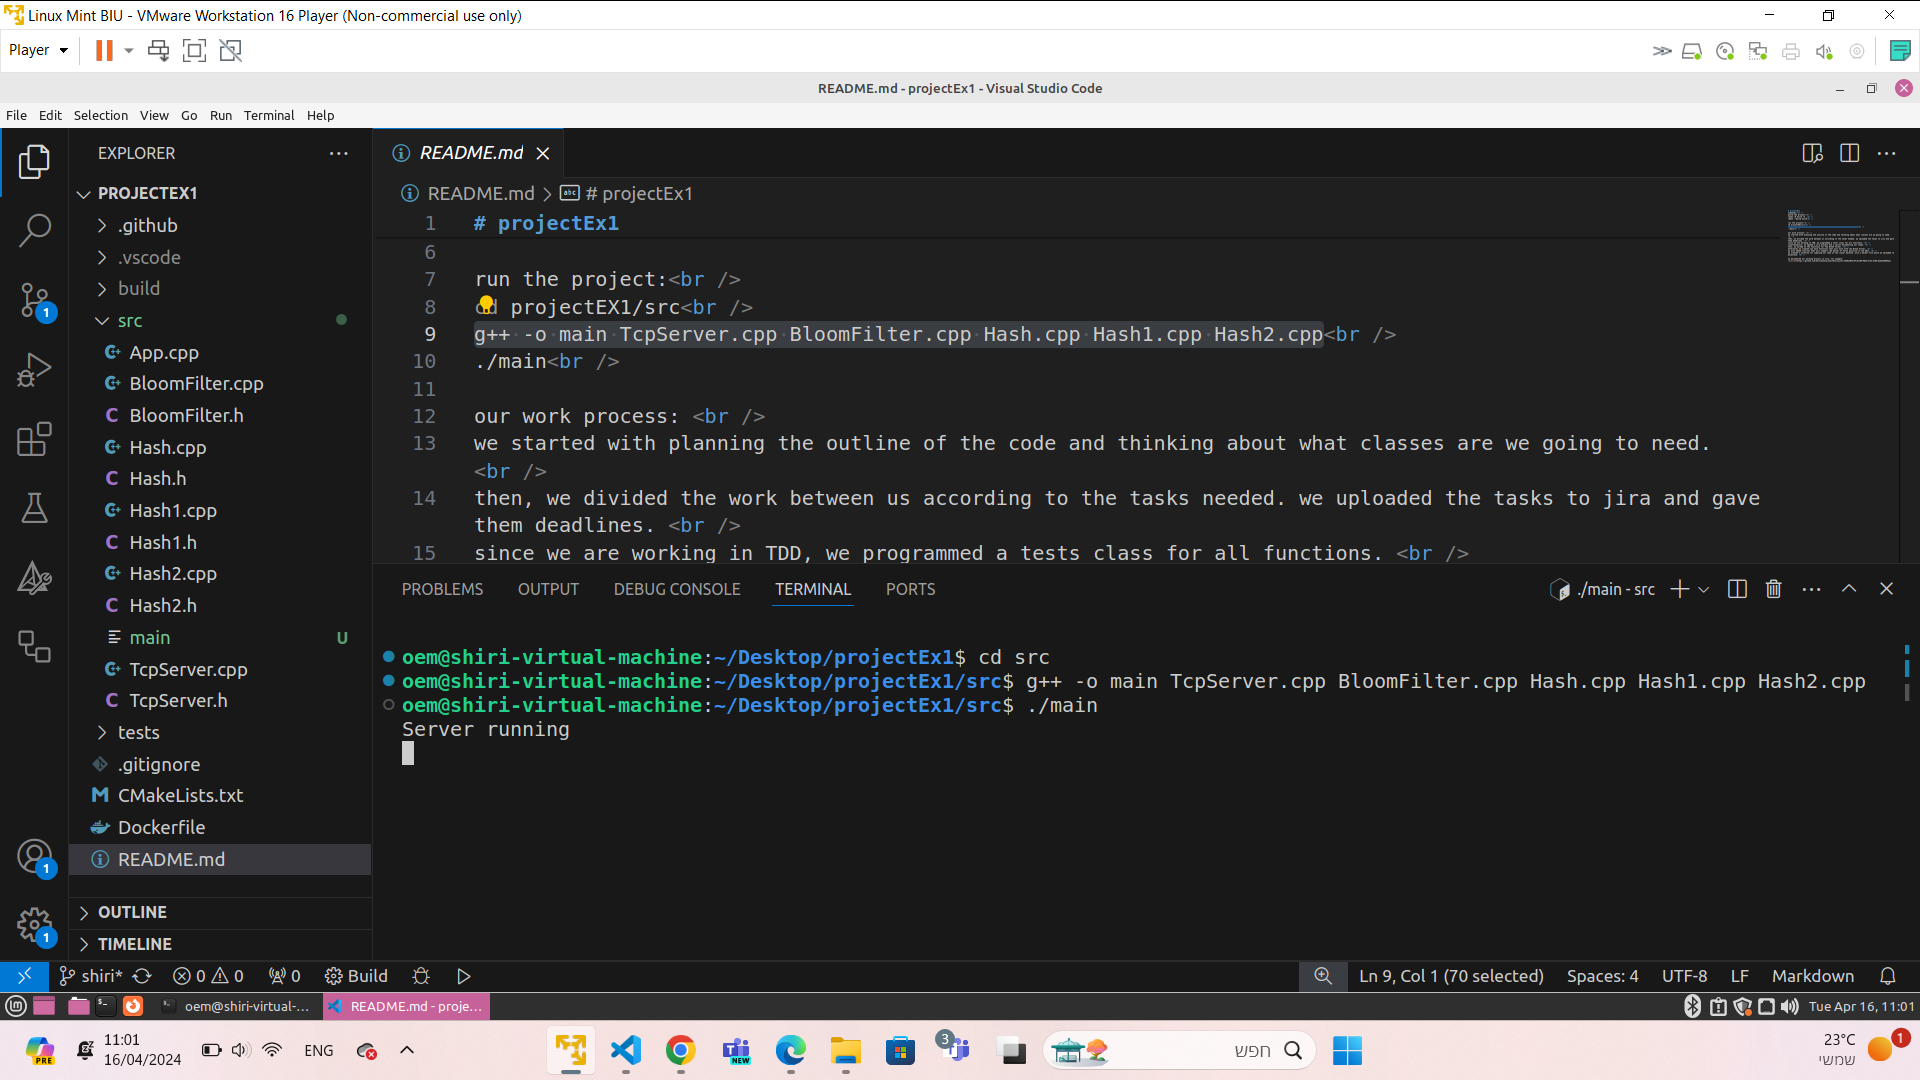 Linux Mint BIU - VMware Workstation 16 Player (Non-commercial use only)
Player
README.md - projectEx1 - Visual Studio Code
File Edit Selection View Go Run Terminal Help
EXPLORER
PROJECTEX1
.github
.vscode
build
src
App.cpp
BloomFilter.cpp
BloomFilter.h
Hash.cpp
Hash.h
Hash1.cpp
Hash1.h
Hash2.cpp
Hash2.h
main U
TcpServer.cpp
TcpServer.h
tests
.gitignore
CMakeLists.txt
Dockerfile
README.md
OUTLINE
TIMELINE
1
1
1
README.md
README.md > # projectEx1
1 # projectEx1
6
7 run the project:<br />
8 cd projectEX1/src<br />
9 g++ -o main TcpServer.cpp BloomFilter.cpp Hash.cpp Hash1.cpp Hash2.cpp<br />
10 ./main<br />
11
12 our work process: <br />
13 we started with planning the outline of the code and thinking about what classes are we going to need.
<br />
14 then, we divided the work between us according to the tasks needed. we uploaded the tasks to jira and gave
them deadlines. <br />
15 since we are working in TDD, we programmed a tests class for all functions. <br />
PROBLEMS OUTPUT DEBUG CONSOLE TERMINAL PORTS
./main - src
oem@shiri-virtual-machine:~/Desktop/projectEx1$ cd src
oem@shiri-virtual-machine:~/Desktop/projectEx1/src$ g++ -o main TcpServer.cpp BloomFilter.cpp Hash.cpp Hash1.cpp Hash2.cpp
oem@shiri-virtual-machine:~/Desktop/projectEx1/src$ ./main
Server running
shiri* 0 0 0 Build
Ln 9, Col 1 (70 selected) Spaces: 4 UTF-8 LF Markdown
oem@shiri-virtual-...
README.md - proje...
Tue Apr 16, 11:01
PRE
11:01
16/04/2024
ENG
NEW
3
חפש
23°C
שמשי
1